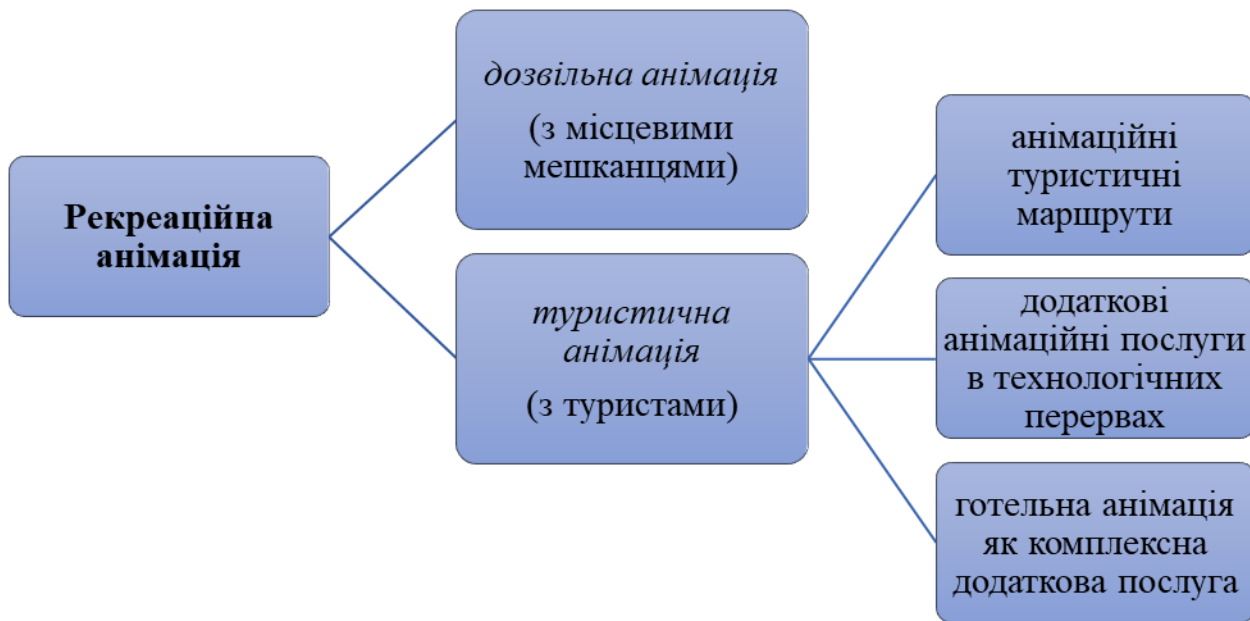 Рекреаційна
анімація
дозвільна анімація
(з місцевими
мешканцями)
туристична
анімація
(з туристами)
анімаційні
туристичні
маршрути
додаткові
анімаційні послуги
в технологічних
перервах
готельна анімація
як комплексна
додаткова послуга